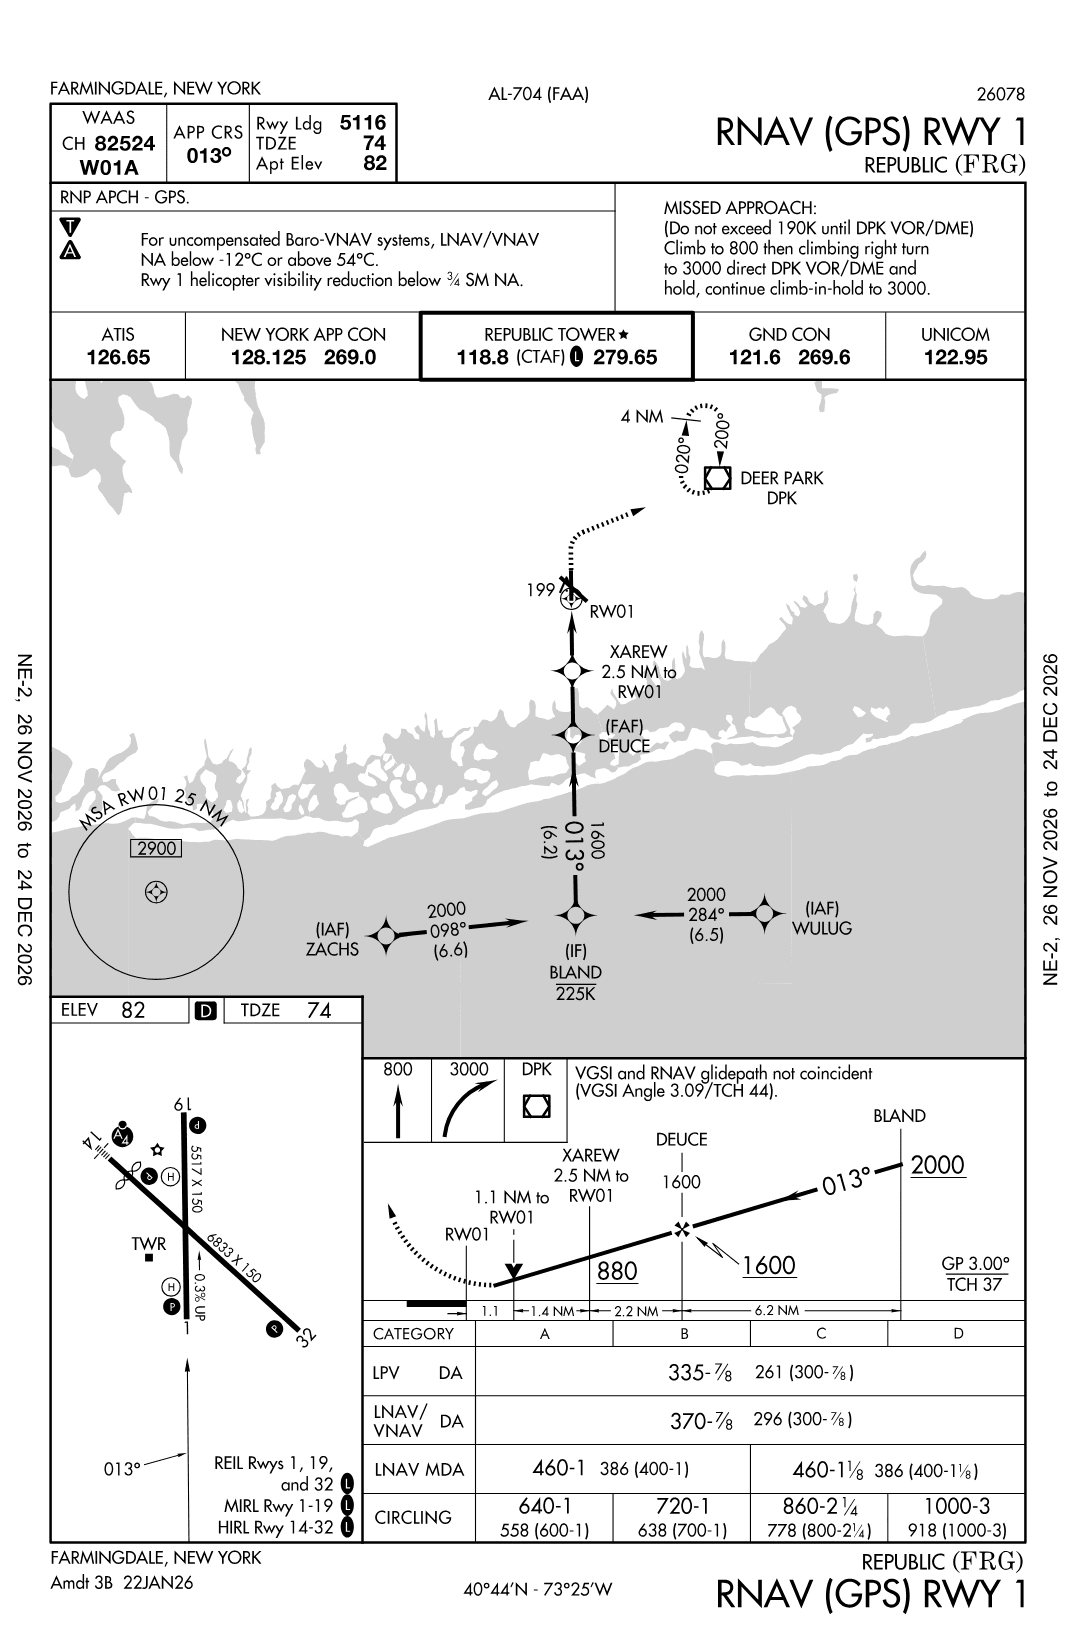 FARMINGDALE, NEW YORK
AL-704 (FAA)
26078
WAAS
CH 82524
W01A
APP CRS
013°
Rwy Ldg 5116
TDZE 74
Apt Elev 82
RNAV (GPS) RWY 1
REPUBLIC (FRG)
RNP APCH - GPS.
T
A
For uncompensated Baro-VNAV systems, LNAV/VNAV
NA below -12°C or above 54°C.
Rwy 1 helicopter visibility reduction below ¾ SM NA.
MISSED APPROACH:
(Do not exceed 190K until DPK VOR/DME)
Climb to 800 then climbing right turn
to 3000 direct DPK VOR/DME and
hold, continue climb-in-hold to 3000.
ATIS
126.65
NEW YORK APP CON
128.125 269.0
REPUBLIC TOWER★
118.8 (CTAF) L 279.65
GND CON
121.6 269.6
UNICOM
122.95
4 NM
020°
200°
DEER PARK
DPK
199
RW01
XAREW
2.5 NM to
RW01
(FAF)
DEUCE
MSA RW01 25 NM
2900
1600
013°
(6.2)
(IAF)
ZACHS
2000
098°
(6.6)
(IF)
BLAND
225K
2000
284°
(6.5)
(IAF)
WULUG
NE-2, 26 NOV 2026 to 24 DEC 2026
NE-2, 26 NOV 2026 to 24 DEC 2026
ELEV 82
D
TDZE 74
19
P
A4
14
P
H
5517 X 150
TWR
6833 X 150
H
P
0.3% UP
1
P
32
013°
REIL Rwys 1, 19,
and 32 L
MIRL Rwy 1-19 L
HIRL Rwy 14-32 L
800
3000
DPK
VGSI and RNAV glidepath not coincident
(VGSI Angle 3.09/TCH 44).
BLAND
DEUCE
XAREW
2.5 NM to
RW01
1.1 NM to
RW01
RW01
1600
013°
2000
880
1600
GP 3.00°
TCH 37
1.1
1.4 NM
2.2 NM
6.2 NM
CATEGORY A B C D
LPV DA 335-⅞ 261 (300-⅞)
LNAV/
VNAV DA 370-⅞ 296 (300-⅞)
LNAV MDA 460-1 386 (400-1) 460-1⅛ 386 (400-1⅛)
CIRCLING
640-1
558 (600-1)
720-1
638 (700-1)
860-2¼
778 (800-2¼)
1000-3
918 (1000-3)
FARMINGDALE, NEW YORK
Amdt 3B 22JAN26
40°44'N - 73°25'W
REPUBLIC (FRG)
RNAV (GPS) RWY 1